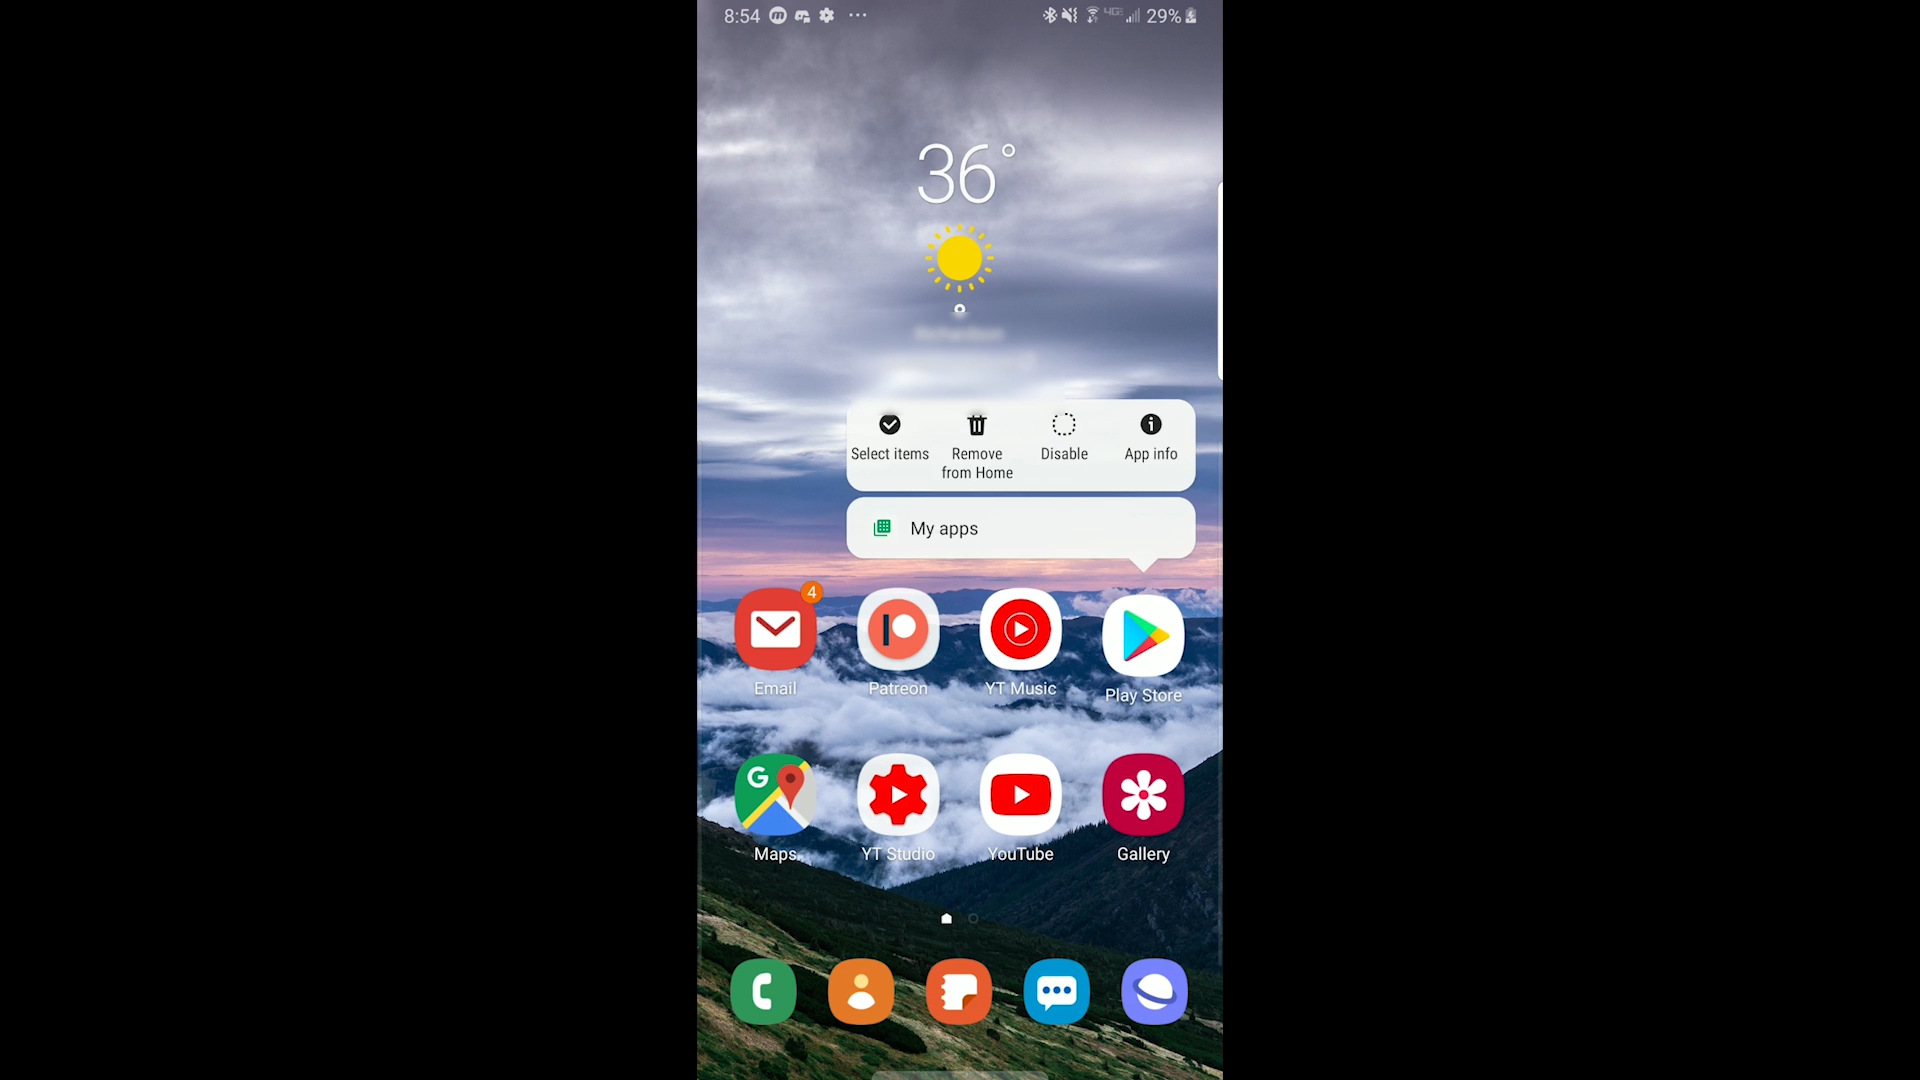 8:54 29%
36°
Select items Remove from Home Disable App info
My apps
4
Email Patreon YT Music Play Store
G
Maps YT Studio YouTube Gallery